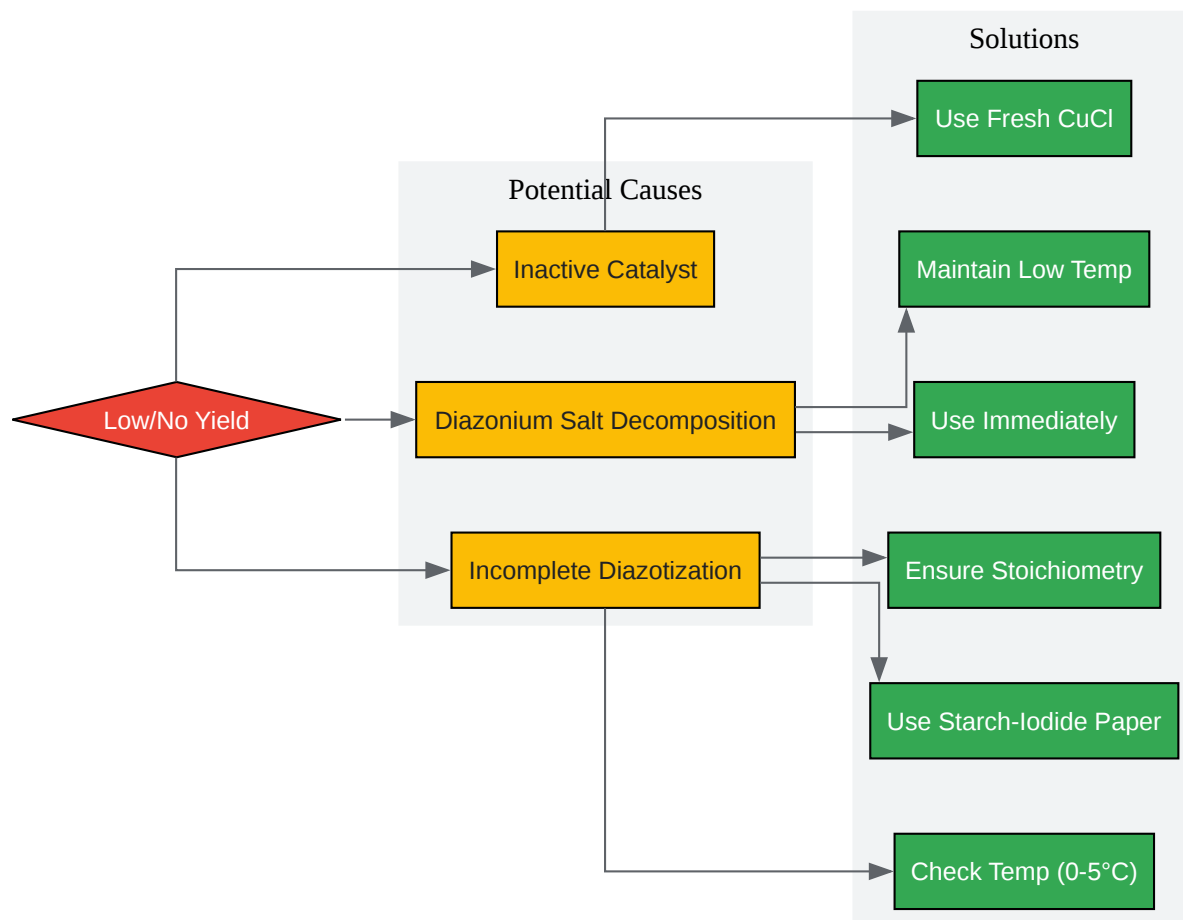 Solutions
Use Fresh CuCl
Potential Causes
Inactive Catalyst
Maintain Low Temp
Low/No Yield
Diazonium Salt Decomposition
Use Immediately
Incomplete Diazotization
Ensure Stoichiometry
Use Starch-Iodide Paper
Check Temp (0-5°C)